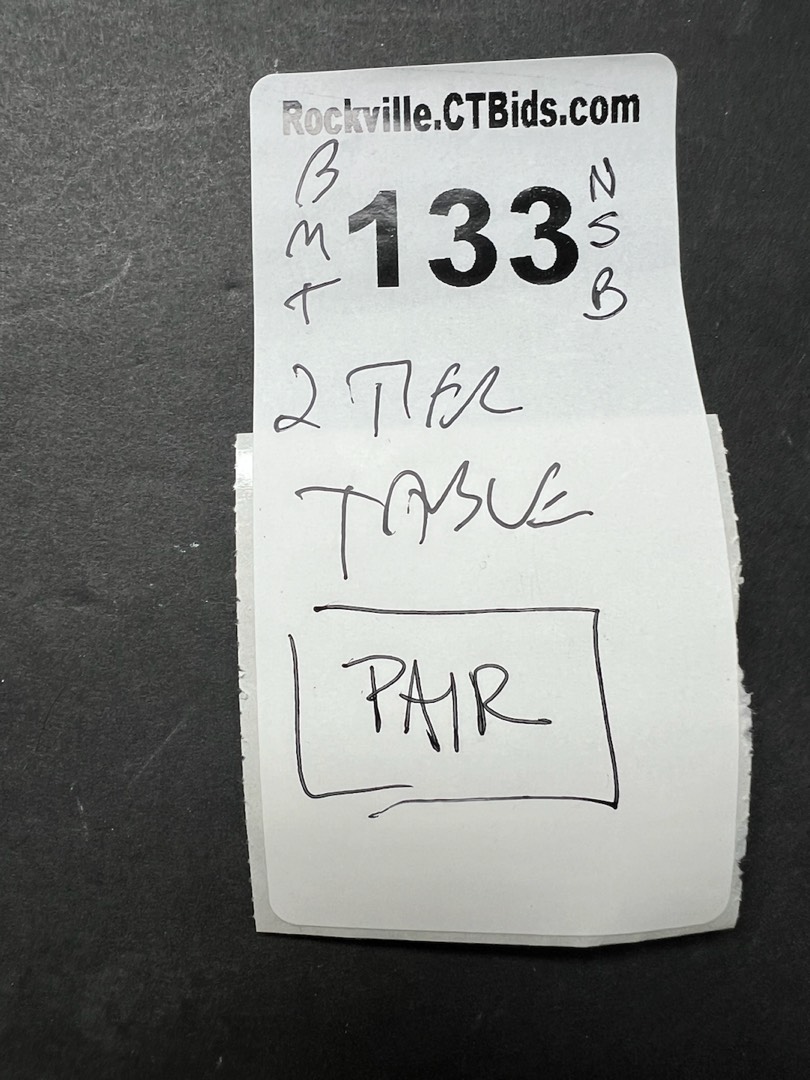 Rockville.CTBids.com
B
M
T
133
N
S
B
2 TIER
TABLE
PAIR